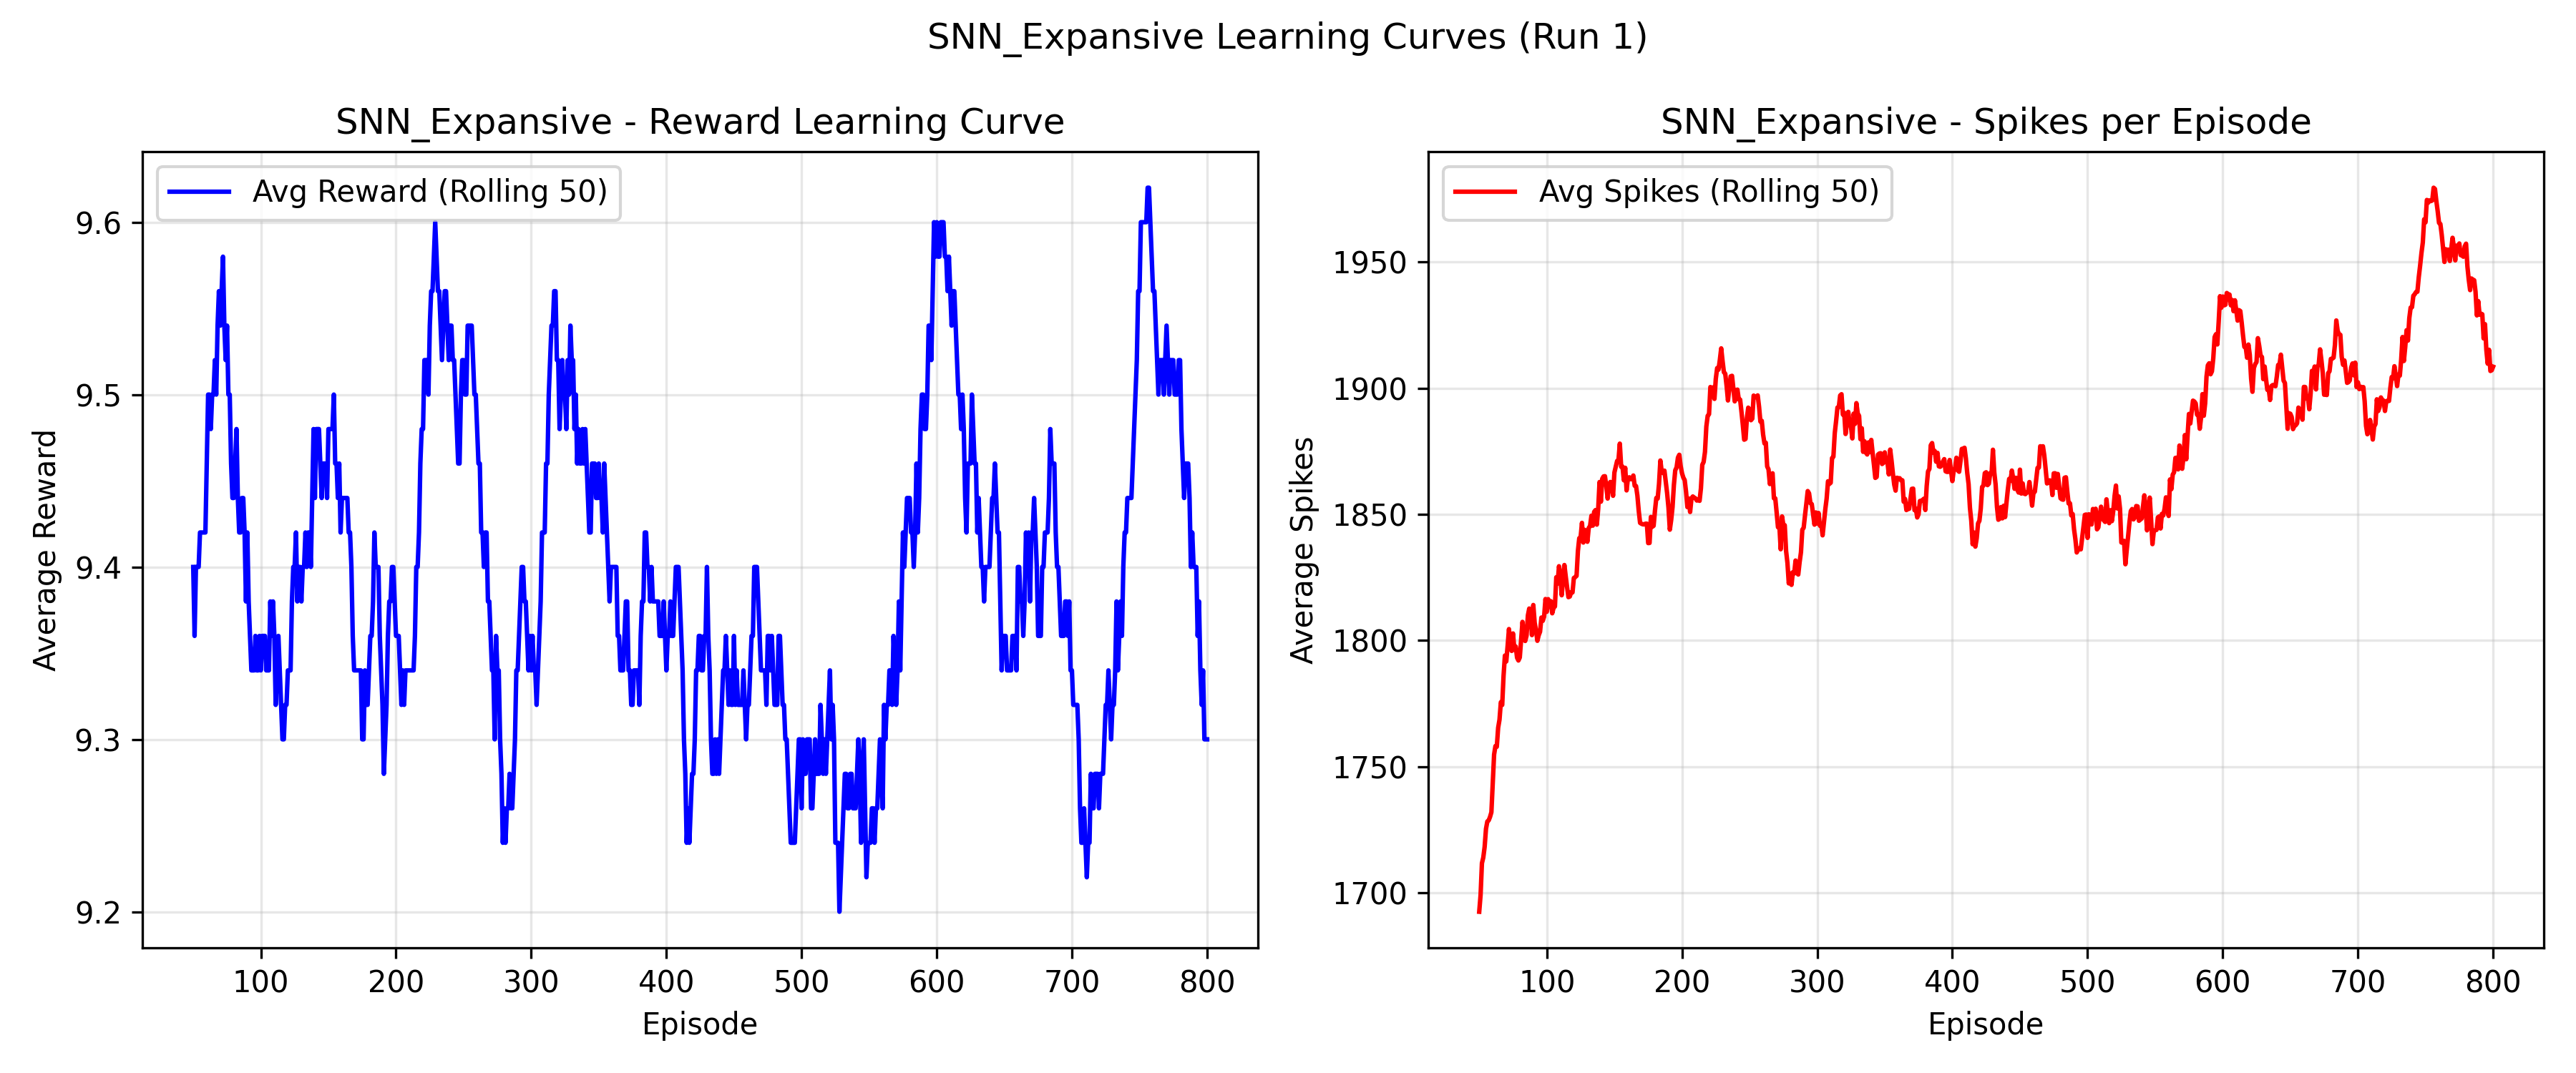 SNN_Expansive Learning Curves (Run 1)
SNN_Expansive - Reward Learning Curve
Avg Reward (Rolling 50)
Average Reward
9.6
9.5
9.4
9.3
9.2
100 200 300 400 500 600 700 800
Episode
SNN_Expansive - Spikes per Episode
Avg Spikes (Rolling 50)
Average Spikes
1950
1900
1850
1800
1750
1700
100 200 300 400 500 600 700 800
Episode